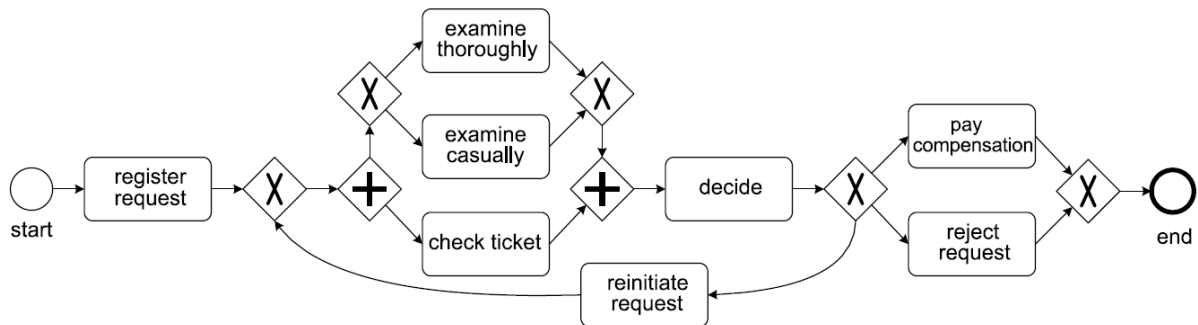 examine
thoroughly
examine
casually
pay
compensation
register
request
decide
start
check ticket
reject
request
end
reinitiate
request